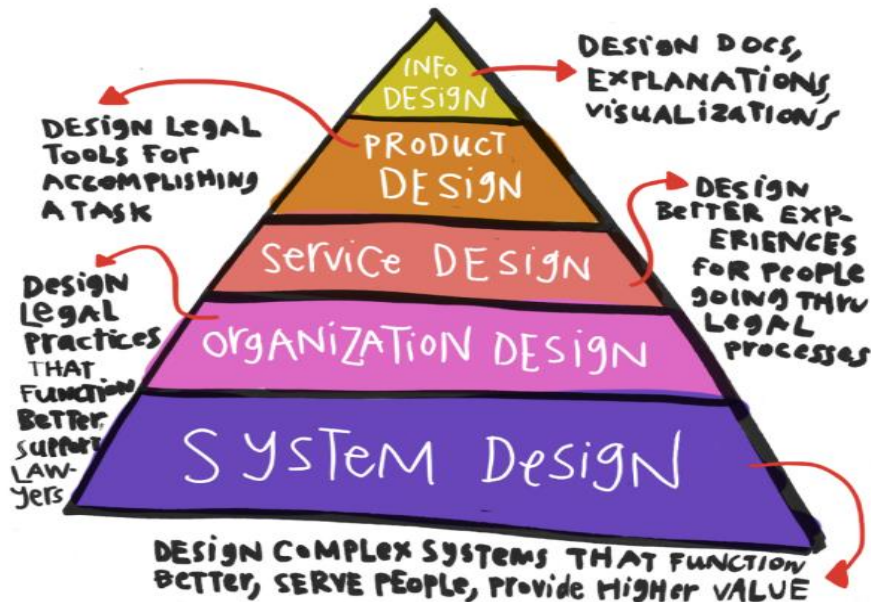 INFO
DESIGN
DESIGN DOCS,
EXPLANATIONS,
VISUALIZATIONS
PRODUCT
DESIGN
DESIGN LEGAL
TOOLS FOR
ACCOMPLISHING
A TASK
SERVICE DESIGN
DESIGN
BETTER EXP-
ERIENCES
FOR PEOPLE
GOING THRU
LEGAL
PROCESSES
ORGANIZATION DESIGN
DESIGN
LEGAL
PRACTICES
THAT
FUNCTION
BETTER,
SUPPORT
LAW-
YERS
SYSTEM DESIGN
DESIGN COMPLEX SYSTEMS THAT FUNCTION
BETTER, SERVE PEOPLE, PROVIDE HIGHER VALUE